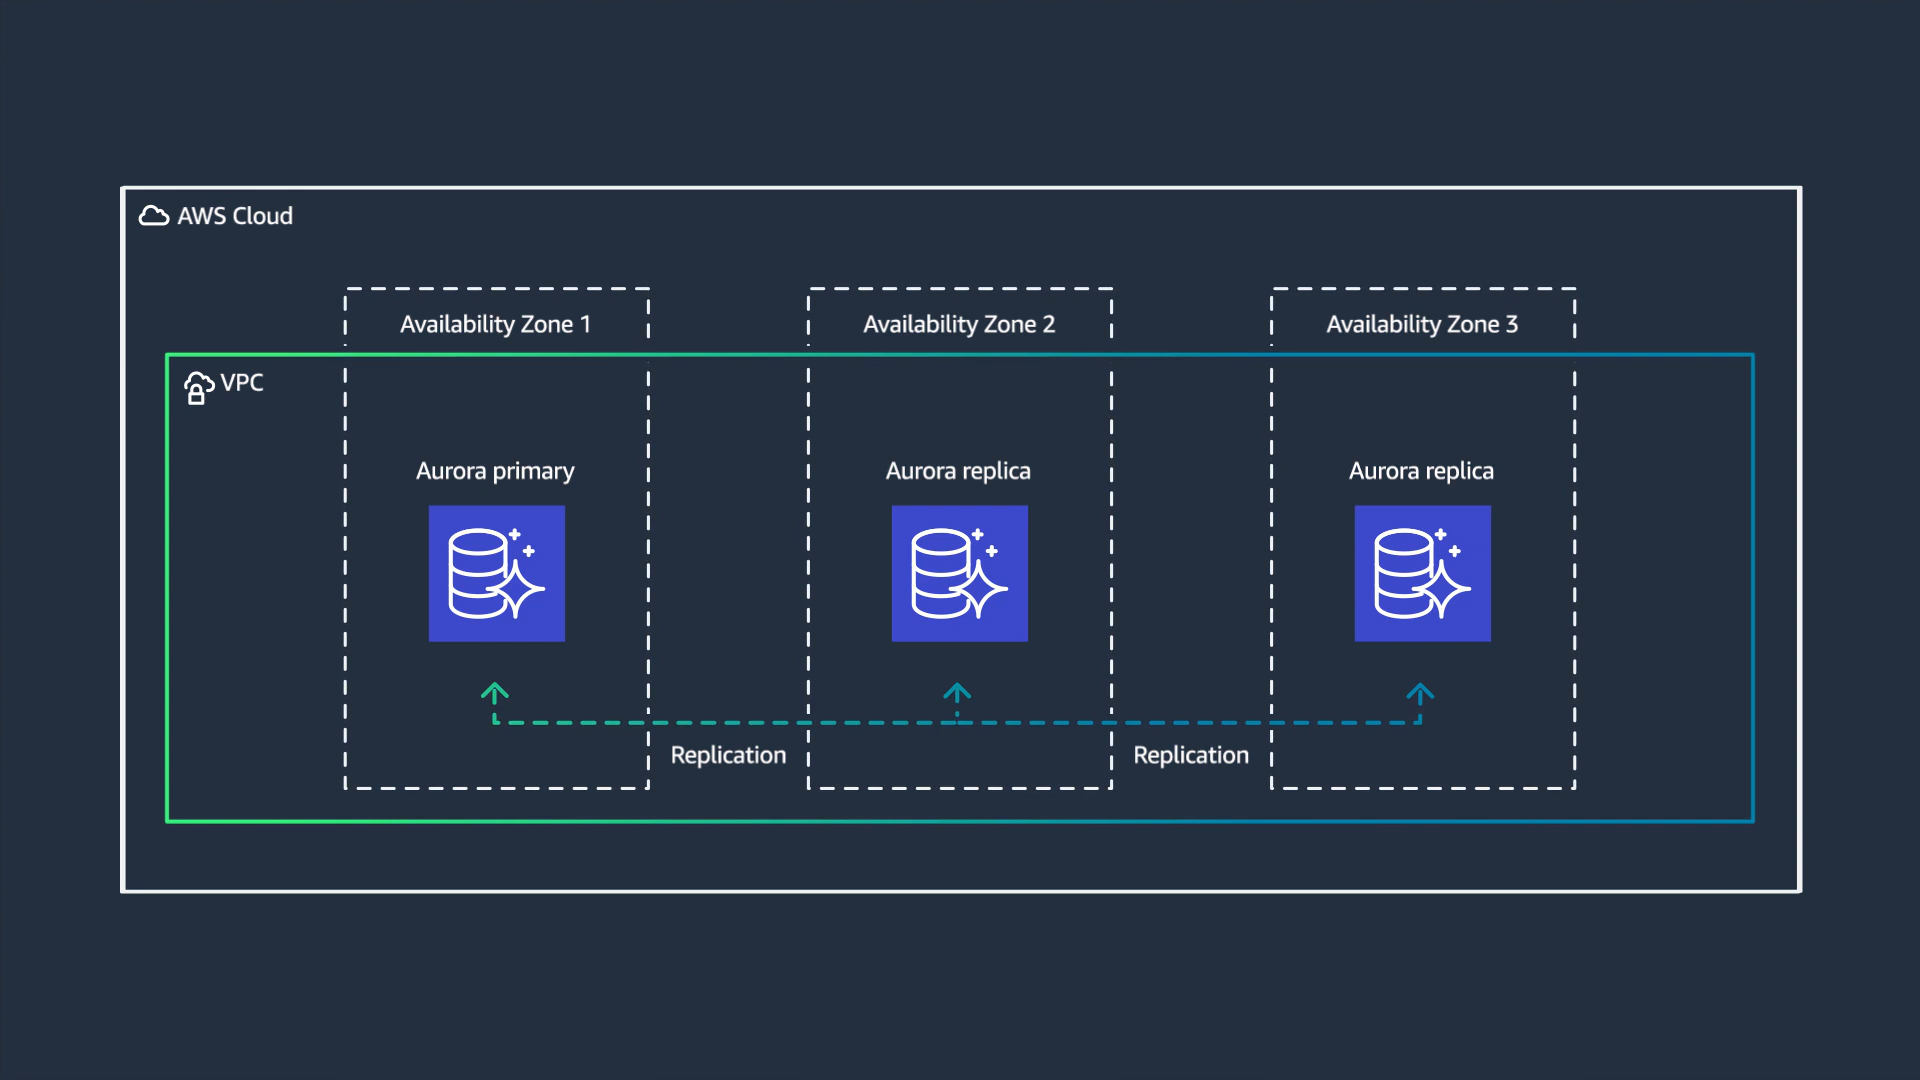 AWS Cloud
Availability Zone 1
Availability Zone 2
Availability Zone 3
VPC
Aurora primary
Aurora replica
Aurora replica
Replication
Replication